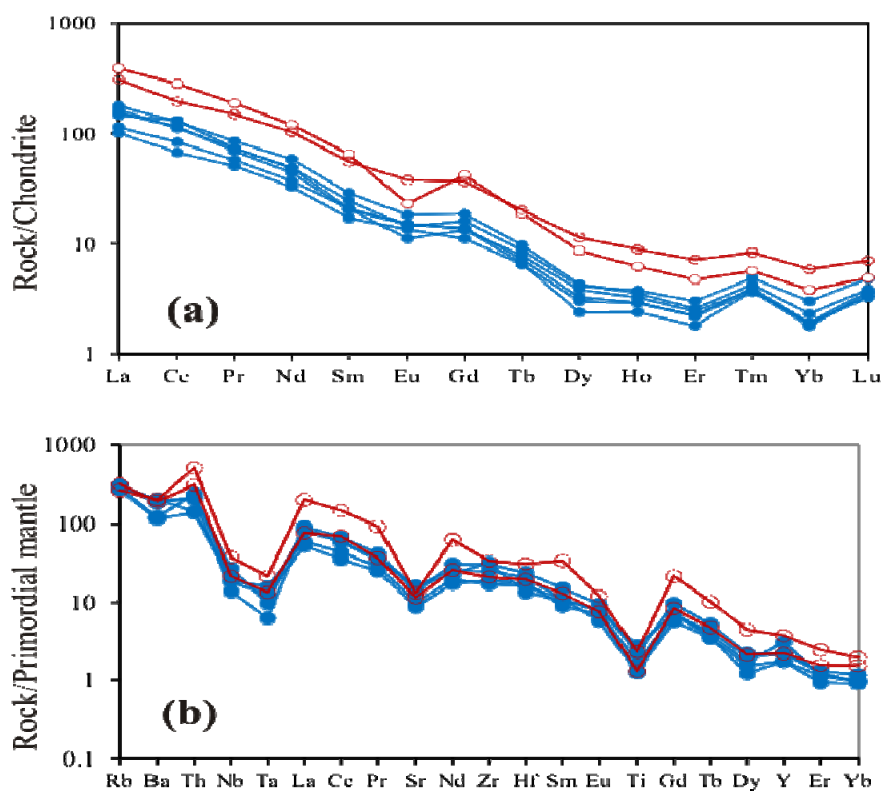 1000
100
10
1
Rock/Chondrite
(a)
La Cc Pr Nd Sm Eu Gd Tb Dy Ho Er Tm Yb Lu
1000
100
10
1
0.1
Rock/Primordial mantle
(b)
Rb Ba Th Nb Ta La Cc Pr Sr Nd Zr Hf Sm Eu Ti Gd Tb Dy Y Er Yb